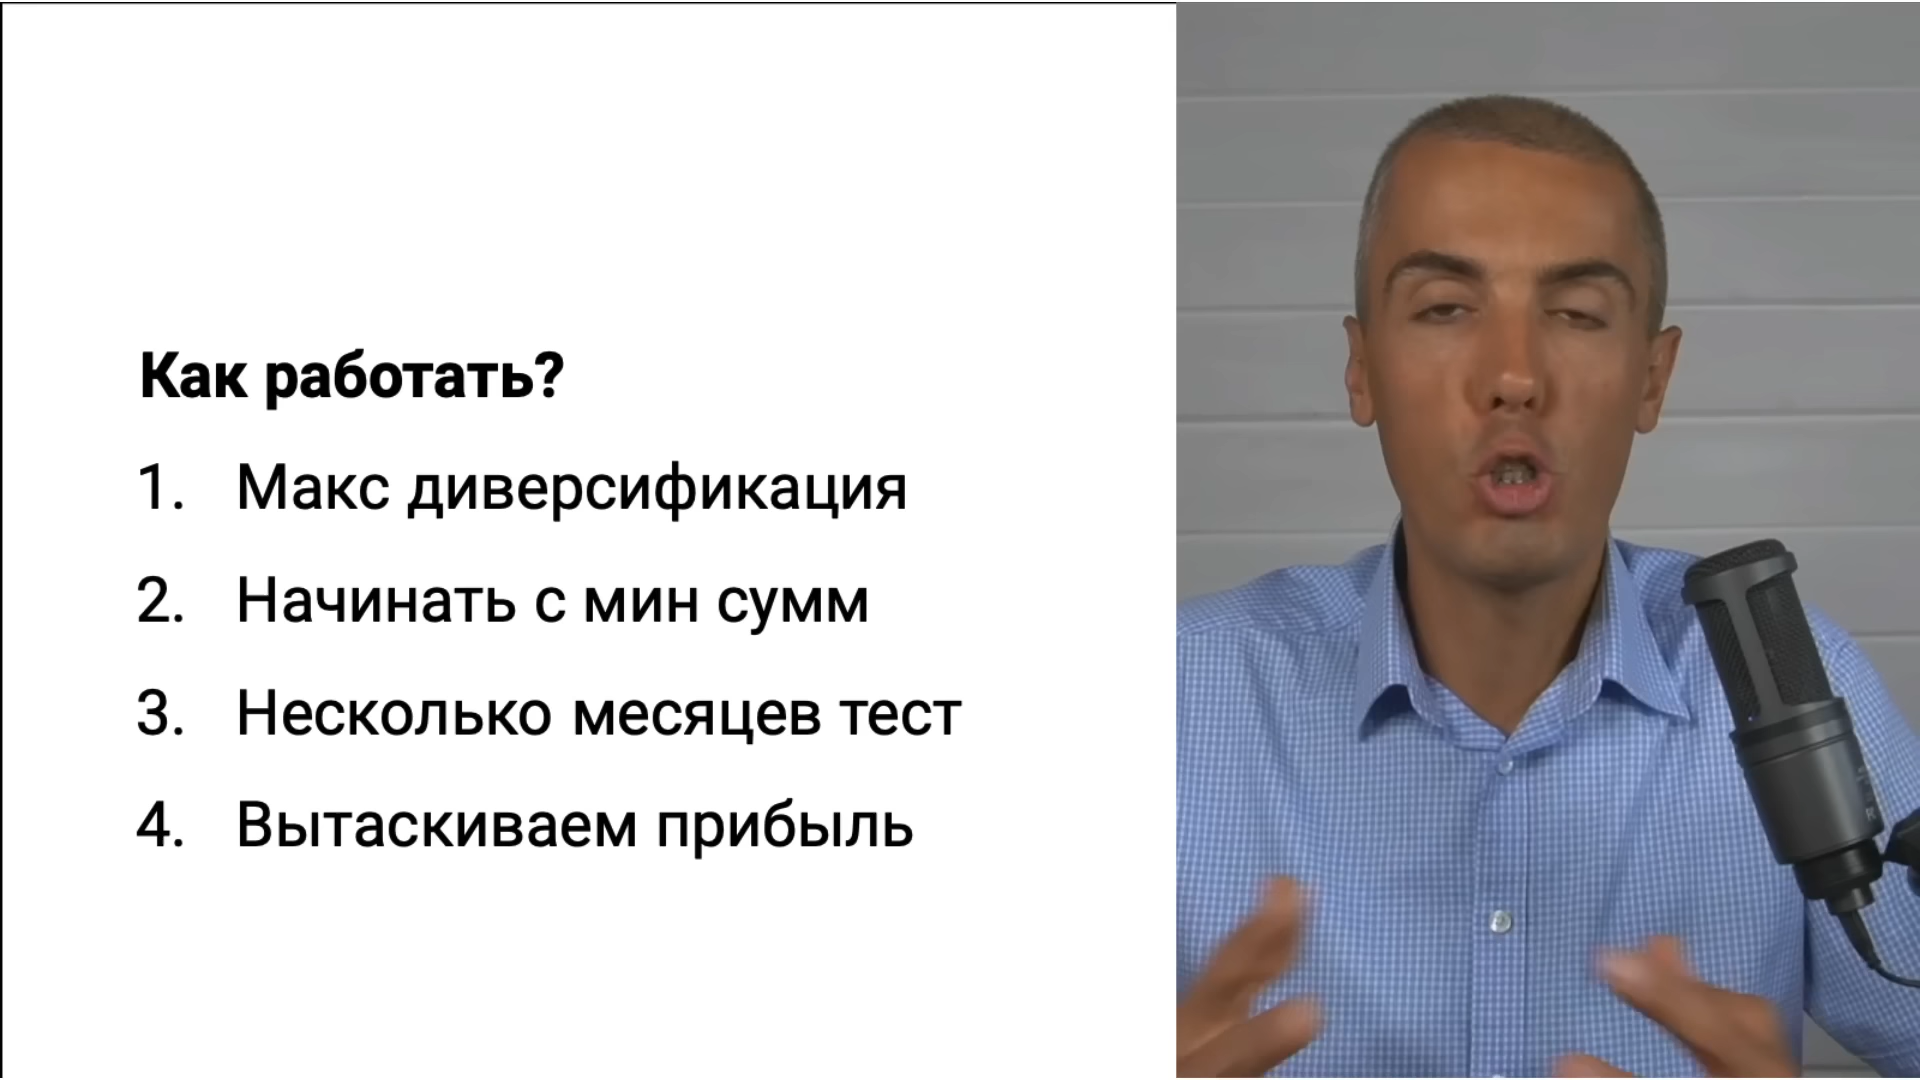 Как работать?
1. Макс диверсификация
2. Начинать с мин сумм
3. Несколько месяцев тест
4. Вытаскиваем прибыль